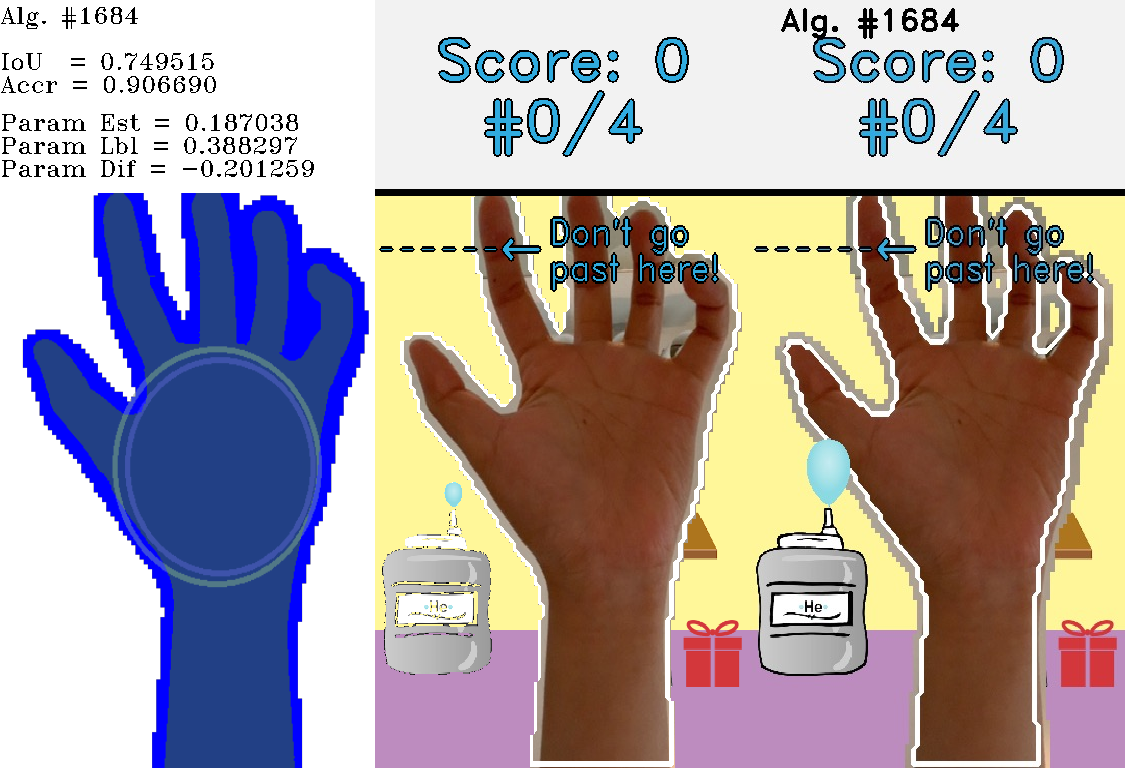 Alg. #1684
IoU = 0.749515
Accr = 0.906690
Param Est = 0.187038
Param Lbl = 0.388297
Param Dif = −0.201259
Score: 0
#0/4
Don't go
past here!
He
Alg. #1684
Score: 0
#0/4
Don't go
past here!
He